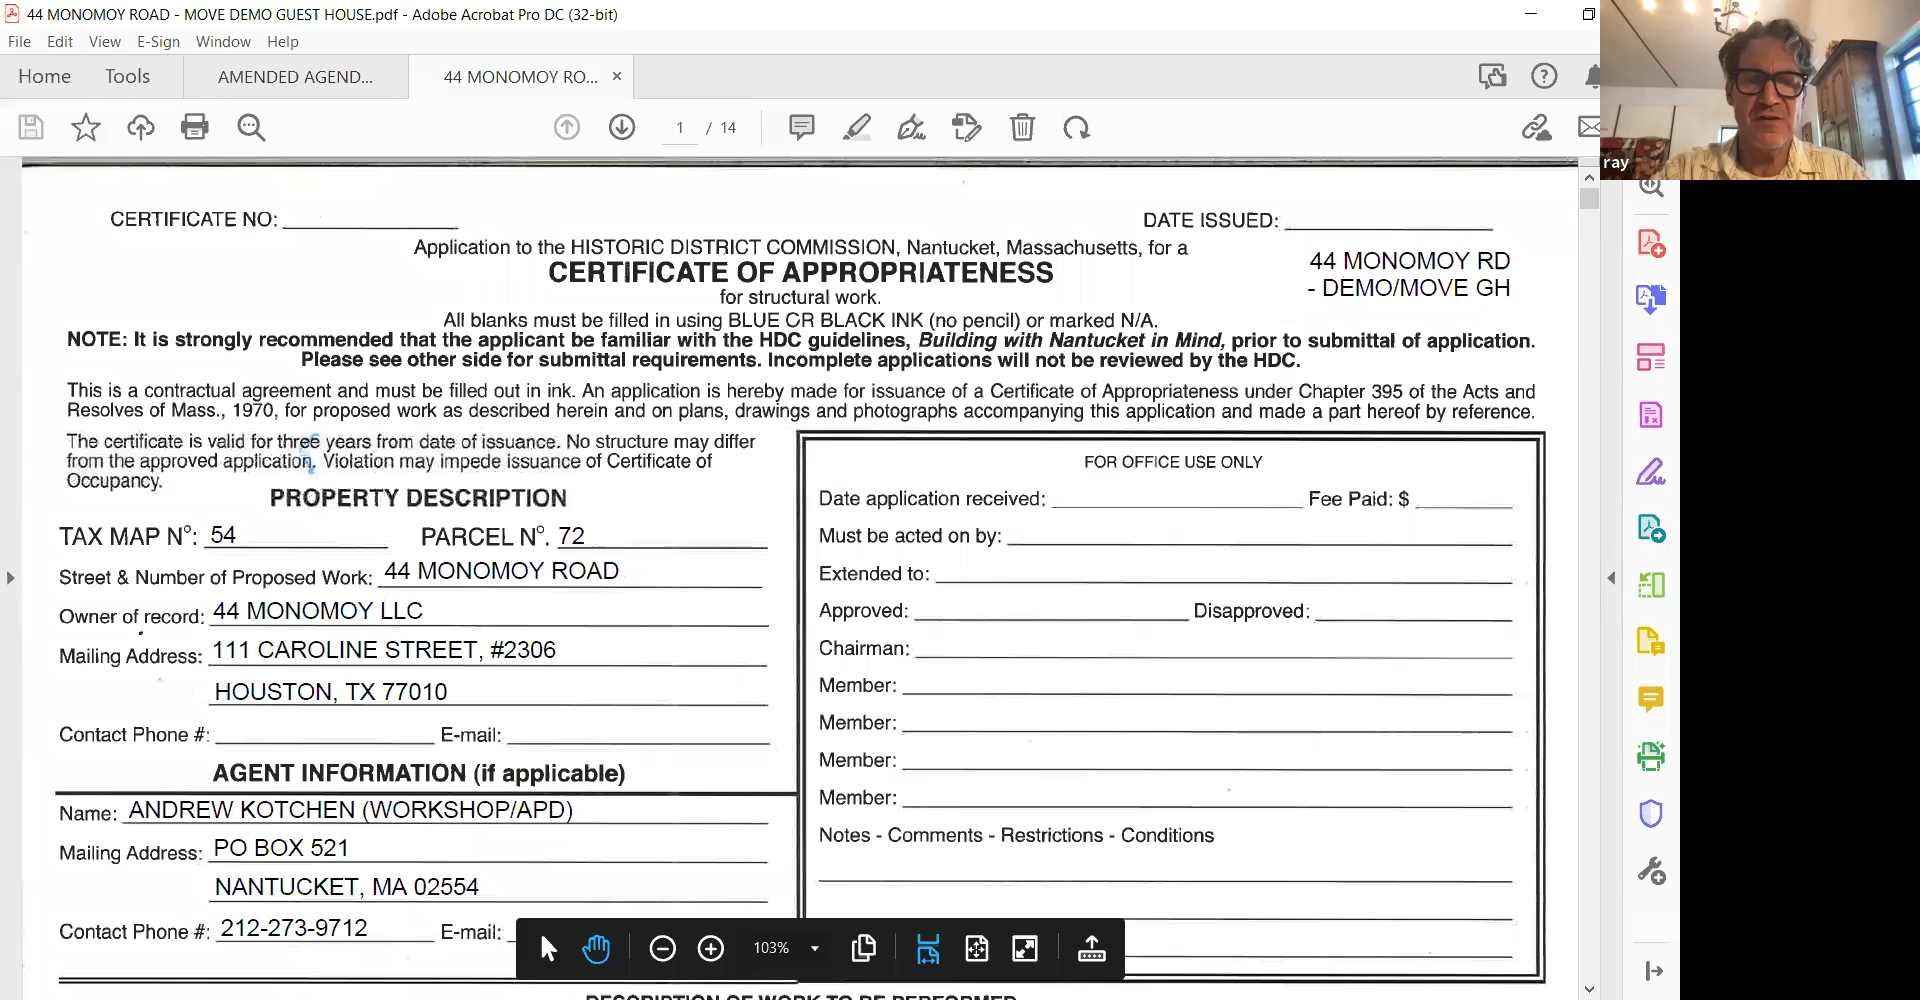 44 MONOMOY ROAD - MOVE DEMO GUEST HOUSE.pdf - Adobe Acrobat Pro DC (32-bit)
File Edit View E-Sign Window Help
Home Tools AMENDED AGEND... 44 MONOMOY RO... ×
1 / 14
ray
CERTIFICATE NO:
DATE ISSUED:
Application to the HISTORIC DISTRICT COMMISSION, Nantucket, Massachusetts, for a
CERTIFICATE OF APPROPRIATENESS
for structural work.
44 MONOMOY RD
- DEMO/MOVE GH
All blanks must be filled in using BLUE OR BLACK INK (no pencil) or marked N/A.
NOTE: It is strongly recommended that the applicant be familiar with the HDC guidelines, Building with Nantucket in Mind, prior to submittal of application.
Please see other side for submittal requirements. Incomplete applications will not be reviewed by the HDC.
This is a contractual agreement and must be filled out in ink. An application is hereby made for issuance of a Certificate of Appropriateness under Chapter 395 of the Acts and
Resolves of Mass., 1970, for proposed work as described herein and on plans, drawings and photographs accompanying this application and made a part hereof by reference.
The certificate is valid for three years from date of issuance. No structure may differ
from the approved application. Violation may impede issuance of Certificate of
Occupancy.
PROPERTY DESCRIPTION
TAX MAP Nº: 54 PARCEL Nº. 72
Street & Number of Proposed Work: 44 MONOMOY ROAD
Owner of record: 44 MONOMOY LLC
Mailing Address: 111 CAROLINE STREET, #2306
HOUSTON, TX 77010
Contact Phone #: E-mail:
AGENT INFORMATION (if applicable)
Name: ANDREW KOTCHEN (WORKSHOP/APD)
Mailing Address: PO BOX 521
NANTUCKET, MA 02554
Contact Phone #: 212-273-9712 E-mail:
FOR OFFICE USE ONLY
Date application received: Fee Paid: $
Must be acted on by:
Extended to:
Approved: Disapproved:
Chairman:
Member:
Member:
Member:
Member:
Notes - Comments - Restrictions - Conditions
103%
DESCRIPTION OF WORK TO BE PERFORMED